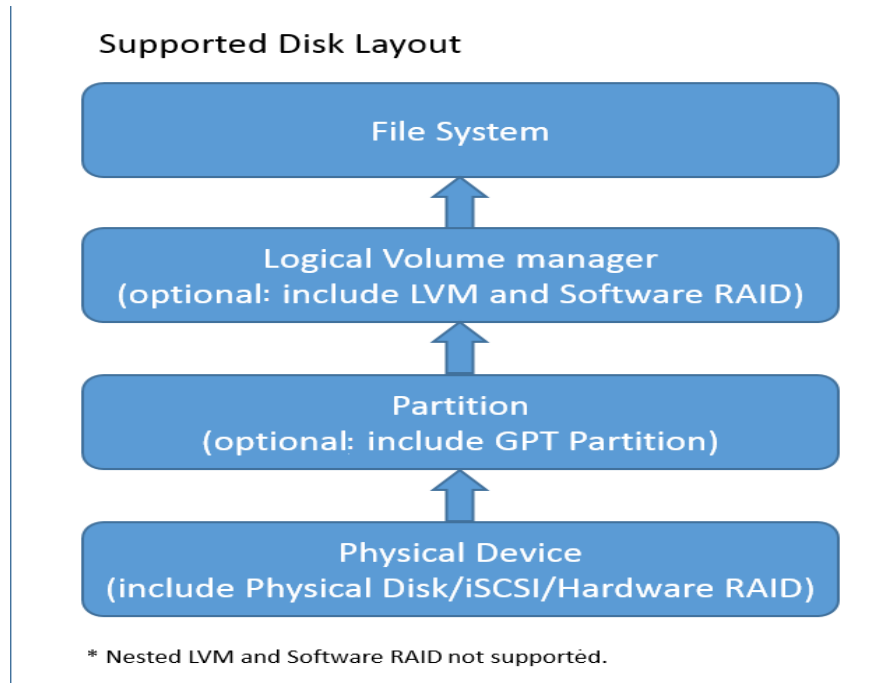 Supported Disk Layout
File System
Logical Volume manager
(optional: include LVM and Software RAID)
Partition
(optional: include GPT Partition)
Physical Device
(include Physical Disk/iSCSI/Hardware RAID)
* Nested LVM and Software RAID not supported.